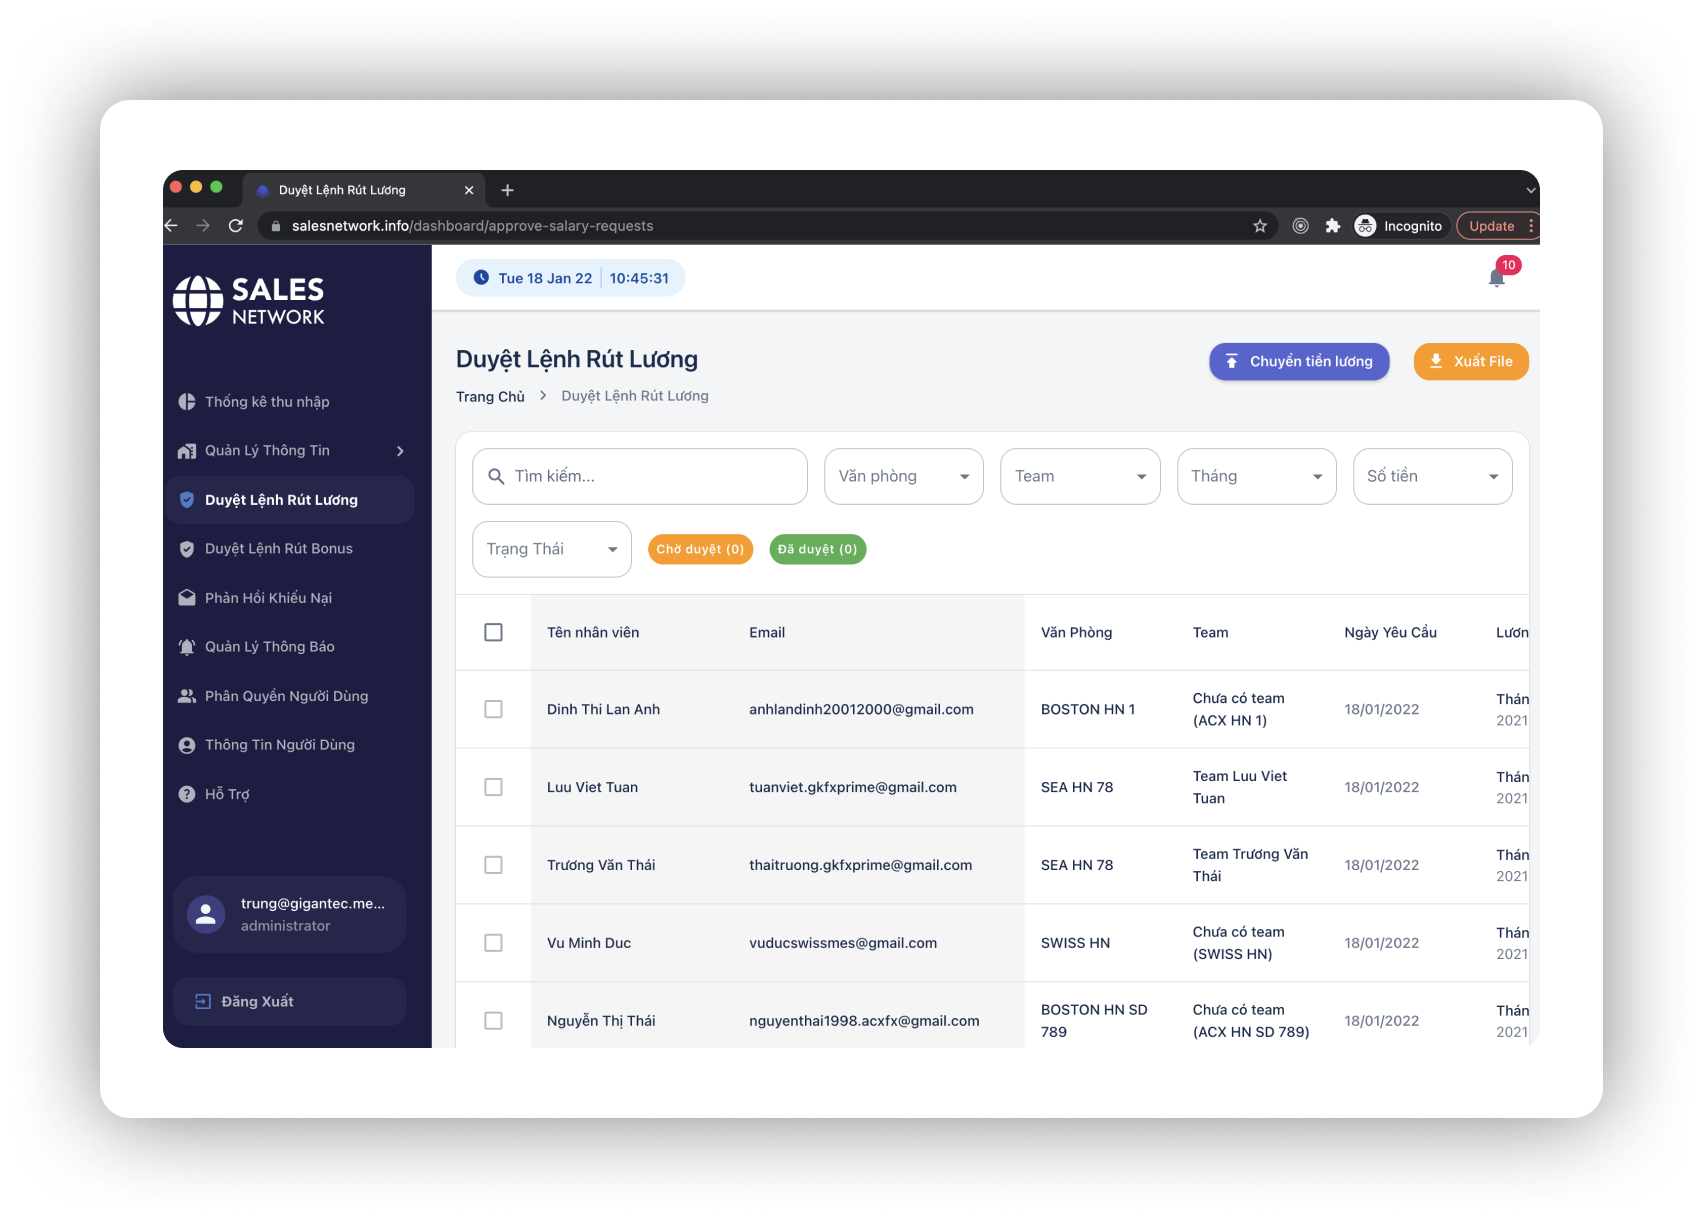 Duyệt Lệnh Rút Lương
salesnetwork.info/dashboard/approve-salary-requests
Incognito
Update
SALES
NETWORK
Tue 18 Jan 22
10:45:31
10
Thống kê thu nhập
Quản Lý Thông Tin
Duyệt Lệnh Rút Lương
Duyệt Lệnh Rút Bonus
Phản Hồi Khiếu Nại
Quản Lý Thông Báo
Phân Quyền Người Dùng
Thông Tin Người Dùng
Hỗ Trợ
trung@gigantec.me...
administrator
Đăng Xuất
Duyệt Lệnh Rút Lương
Trang Chủ > Duyệt Lệnh Rút Lương
Chuyển tiền lương
Xuất File
Tìm kiếm...
Văn phòng
Team
Tháng
Số tiền
Trạng Thái
Chờ duyệt (0)
Đã duyệt (0)
Tên nhân viên Email Văn Phòng Team Ngày Yêu Cầu Lươn
Dinh Thi Lan Anh anhlandinh20012000@gmail.com BOSTON HN 1 Chưa có team 18/01/2022 Thán
(ACX HN 1) 2021
Luu Viet Tuan tuanviet.gkfxprime@gmail.com SEA HN 78 Team Luu Viet 18/01/2022 Thán
Tuan 2021
Trương Văn Thái thaitruong.gkfxprime@gmail.com SEA HN 78 Team Trương Văn 18/01/2022 Thán
Thái 2021
Vu Minh Duc vuducswissmes@gmail.com SWISS HN Chưa có team 18/01/2022 Thán
(SWISS HN) 2021
Nguyễn Thị Thái nguyenthai1998.acxfx@gmail.com BOSTON HN SD Chưa có team 18/01/2022 Thán
789 (ACX HN SD 789) 2021